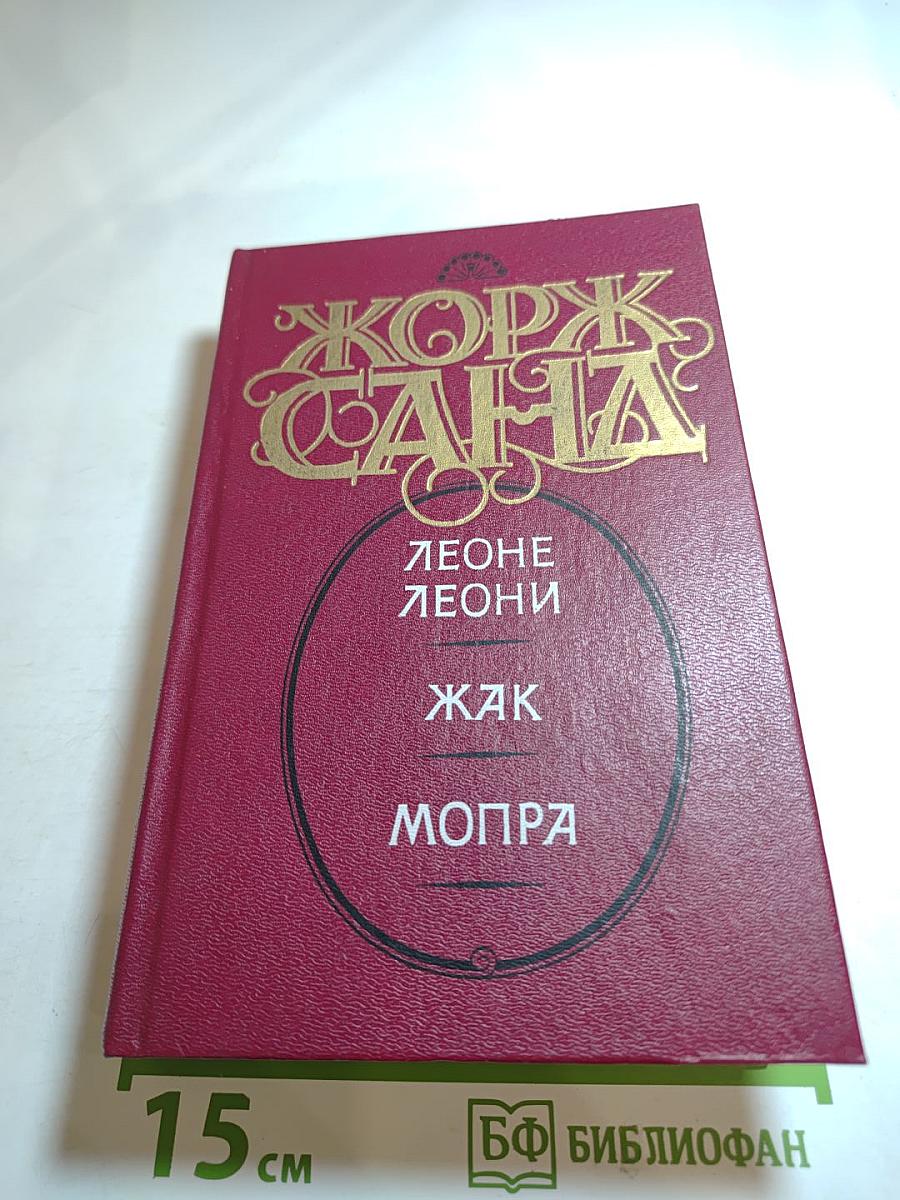 ЖОРЖ
САНД
ЛЕОНЕ
ЛЕОНИ
ЖАК
МОПРА
15 см
БФ БИБЛИОФАН